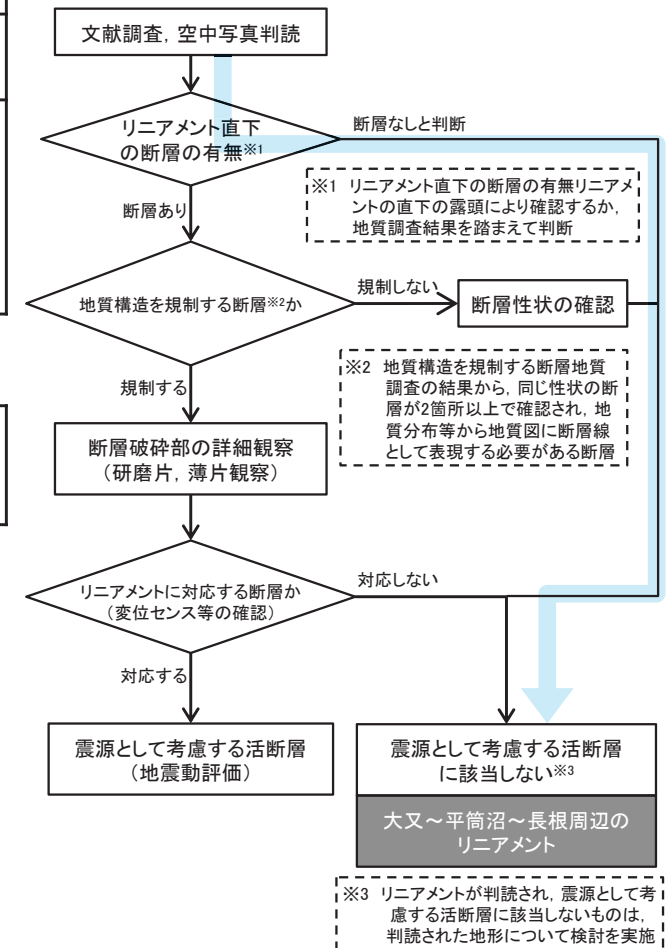 文献調査，空中写真判読
リニアメント直下
の断層の有無※1
断層なしと判断
※1 リニアメント直下の断層の有無リニアメ
ントの直下の露頭により確認するか，
地質調査結果を踏まえて判断
断層あり
地質構造を規制する断層※2か
規制しない
断層性状の確認
※2 地質構造を規制する断層地質
調査の結果から，同じ性状の断
層が2箇所以上で確認され，地
質分布等から地質図に断層線
として表現する必要がある断層
規制する
断層破砕部の詳細観察
（研磨片，薄片観察）
リニアメントに対応する断層か
（変位センス等の確認）
対応しない
対応する
震源として考慮する活断層
（地震動評価）
震源として考慮する活断層
に該当しない※3
大又～平筒沼～長根周辺の
リニアメント
※3 リニアメントが判読され，震源として考
慮する活断層に該当しないものは，
判読された地形について検討を実施